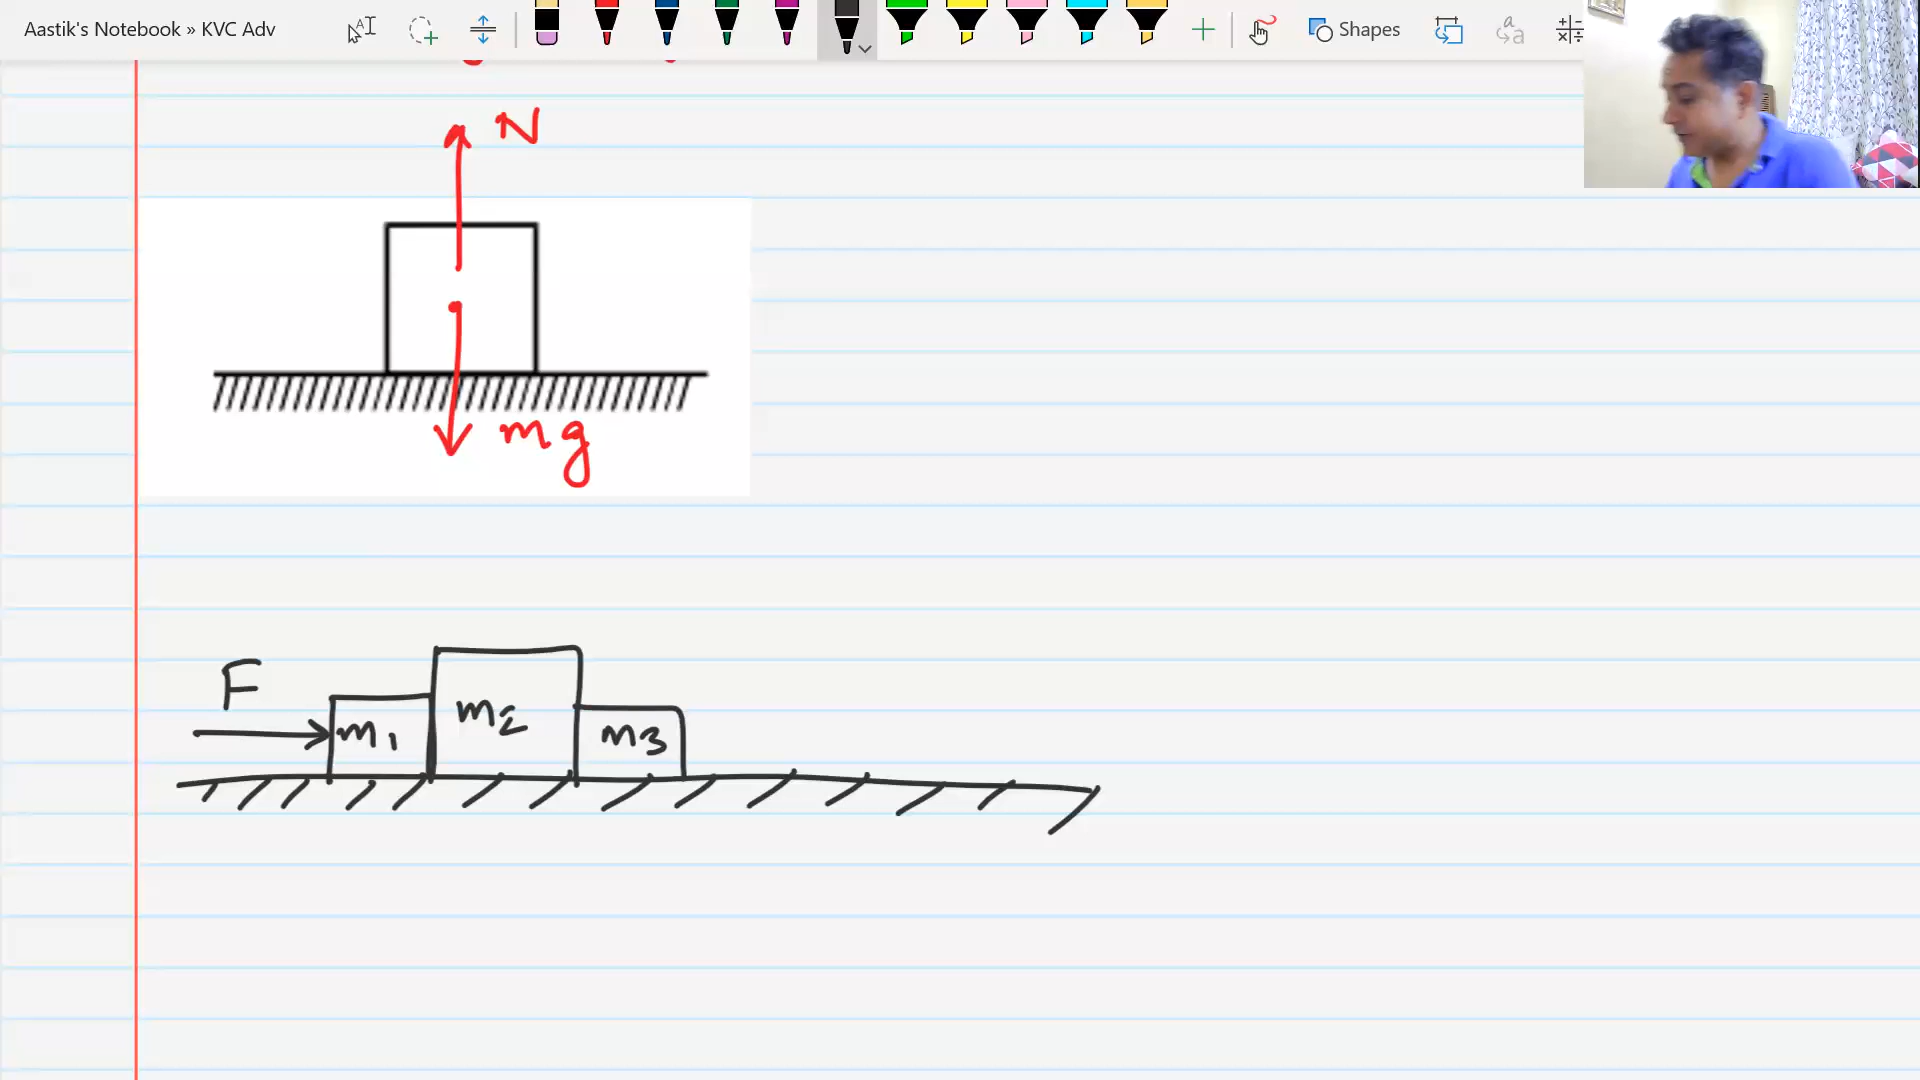 Aastik's Notebook » KVC Adv
Shapes
N
mg
F
m1 m2 m3